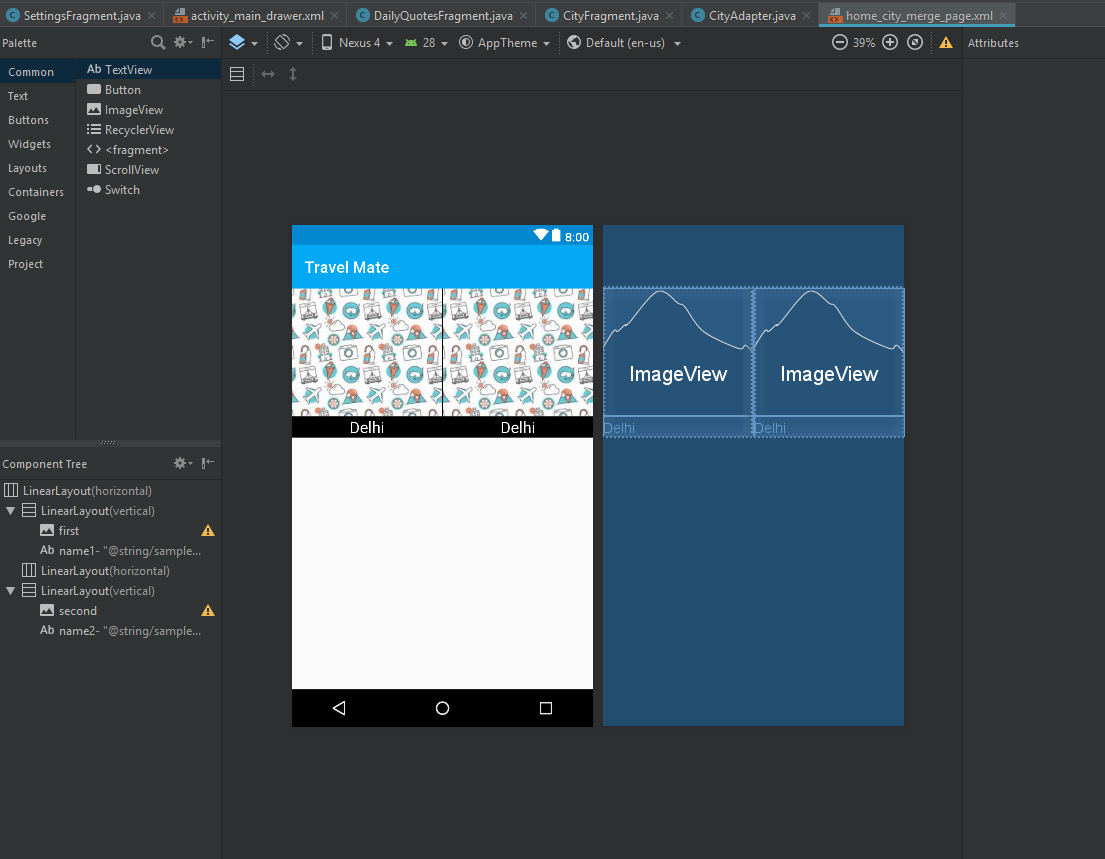 SettingsFragment.java activity_main_drawer.xml DailyQuotesFragment.java CityFragment.java CityAdapter.java home_city_merge_page.xml
Palette Nexus 4 28 AppTheme Default (en-us) 39% Attributes
Common
Text
Buttons
Widgets
Layouts
Containers
Google
Legacy
Project
Ab TextView
Button
ImageView
RecyclerView
<fragment>
ScrollView
Switch
8:00
Travel Mate
Delhi Delhi
ImageView ImageView
Delhi Delhi
Component Tree
LinearLayout(horizontal)
LinearLayout(vertical)
first
Ab name1- "@string/sample...
LinearLayout(horizontal)
LinearLayout(vertical)
second
Ab name2- "@string/sample...